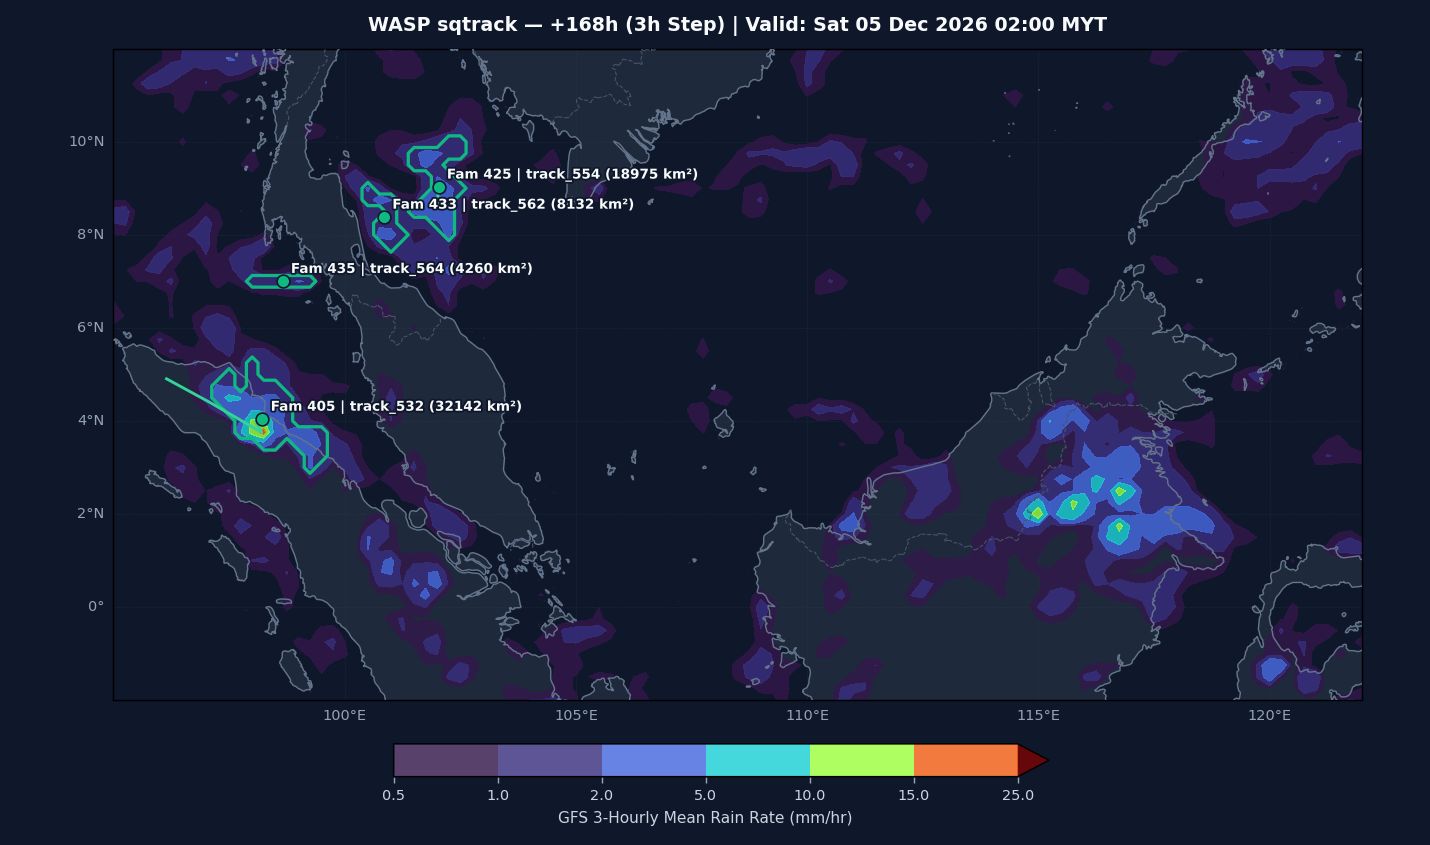 WASP sqtrack — +168h (3h Step) | Valid: Sat 05 Dec 2026 02:00 MYT
10°N
Fam 425 | track_554 (18975 km²)
Fam 433 | track_562 (8132 km²)
8°N
Fam 435 | track_564 (4260 km²)
6°N
Fam 405 | track_532 (32142 km²)
4°N
2°N
0°
100°E 105°E 110°E 115°E 120°E
0.5 1.0 2.0 5.0 10.0 15.0 25.0
GFS 3-Hourly Mean Rain Rate (mm/hr)